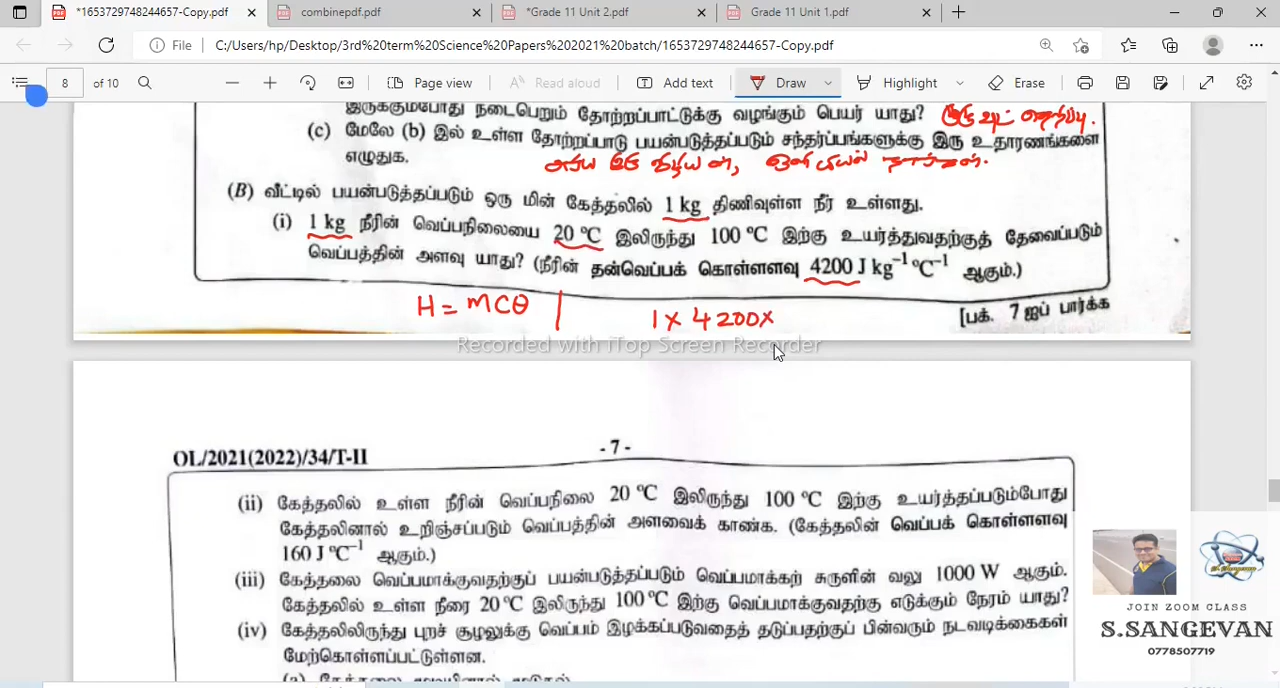 *1653729748244657-Copy.pdf
combinepdf.pdf
*Grade 11 Unit 2.pdf
Grade 11 Unit 1.pdf
File C:/Users/hp/Desktop/3rd%20term%20Science%20Papers%202021%20batch/1653729748244657-Copy.pdf
8 of 10
Page view
Read aloud
Add text
Draw
Highlight
Erase
இருக்கும்போது நடைபெறும் தோற்றப்பாட்டுக்கு வழங்கும் பெயர் யாது?
(c) மேலே (b) இல் உள்ள தோற்றப்பாடு பயன்படுத்தப்படும் சந்தர்ப்பங்களுக்கு இரு உதாரணங்களை
எழுதுக.
(B) வீட்டில் பயன்படுத்தப்படும் ஒரு மின் கேத்தலில் 1 kg திணிவுள்ள நீர் உள்ளது.
(i) 1 kg நீரின் வெப்பநிலையை 20 °C இலிருந்து 100 °C இற்கு உயர்த்துவதற்குத் தேவைப்படும்
வெப்பத்தின் அளவு யாது? (நீரின் தன்வெப்பக் கொள்ளளவு 4200 J kg⁻¹ °C⁻¹ ஆகும்.)
H = mCθ 1 x 4200x
[பக். 7 ஐப் பார்க்க
Recorded with iTop Screen Recorder
OL/2021(2022)/34/T-II - 7 -
(ii) கேத்தலில் உள்ள நீரின் வெப்பநிலை 20 °C இலிருந்து 100 °C இற்கு உயர்த்தப்படும்போது
கேத்தலினால் உறிஞ்சப்படும் வெப்பத்தின் அளவைக் காண்க. (கேத்தலின் வெப்பக் கொள்ளளவு
160 J °C⁻¹ ஆகும்.)
(iii) கேத்தலை வெப்பமாக்குவதற்குப் பயன்படுத்தப்படும் வெப்பமாக்கற் சுருளின் வலு 1000 W ஆகும்.
கேத்தலில் உள்ள நீரை 20 °C இலிருந்து 100 °C இற்கு வெப்பமாக்குவதற்கு எடுக்கும் நேரம் யாது?
(iv) கேத்தலிலிருந்து புறச் சூழலுக்கு வெப்பம் இழக்கப்படுவதைத் தடுப்பதற்குப் பின்வரும் நடவடிக்கைகள்
மேற்கொள்ளப்பட்டுள்ளன.
JOIN ZOOM CLASS
S.SANGEVAN
0778507719